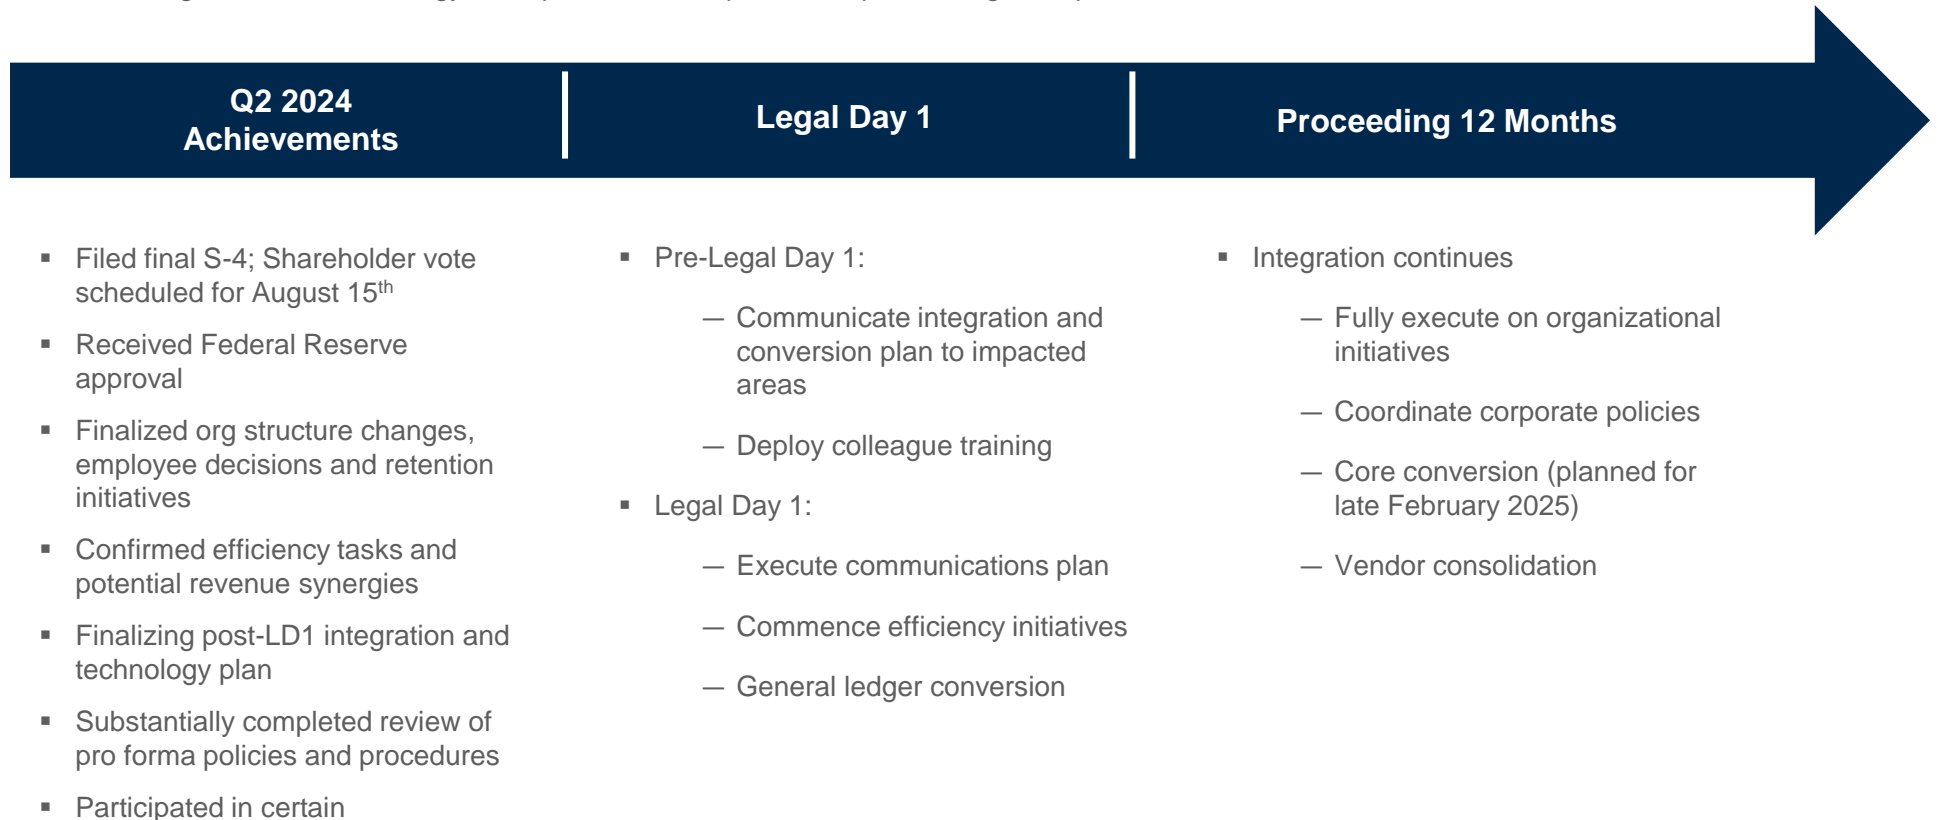 Q2 2024
Achievements
Legal Day 1
Proceeding 12 Months
▪ Filed final S-4; Shareholder vote
scheduled for August 15th
▪ Received Federal Reserve
approval
▪ Finalized org structure changes,
employee decisions and retention
initiatives
▪ Confirmed efficiency tasks and
potential revenue synergies
▪ Finalizing post-LD1 integration and
technology plan
▪ Substantially completed review of
pro forma policies and procedures
▪ Participated in certain
▪ Pre-Legal Day 1:
— Communicate integration and
conversion plan to impacted
areas
— Deploy colleague training
▪ Legal Day 1:
— Execute communications plan
— Commence efficiency initiatives
— General ledger conversion
▪ Integration continues
— Fully execute on organizational
initiatives
— Coordinate corporate policies
— Core conversion (planned for
late February 2025)
— Vendor consolidation